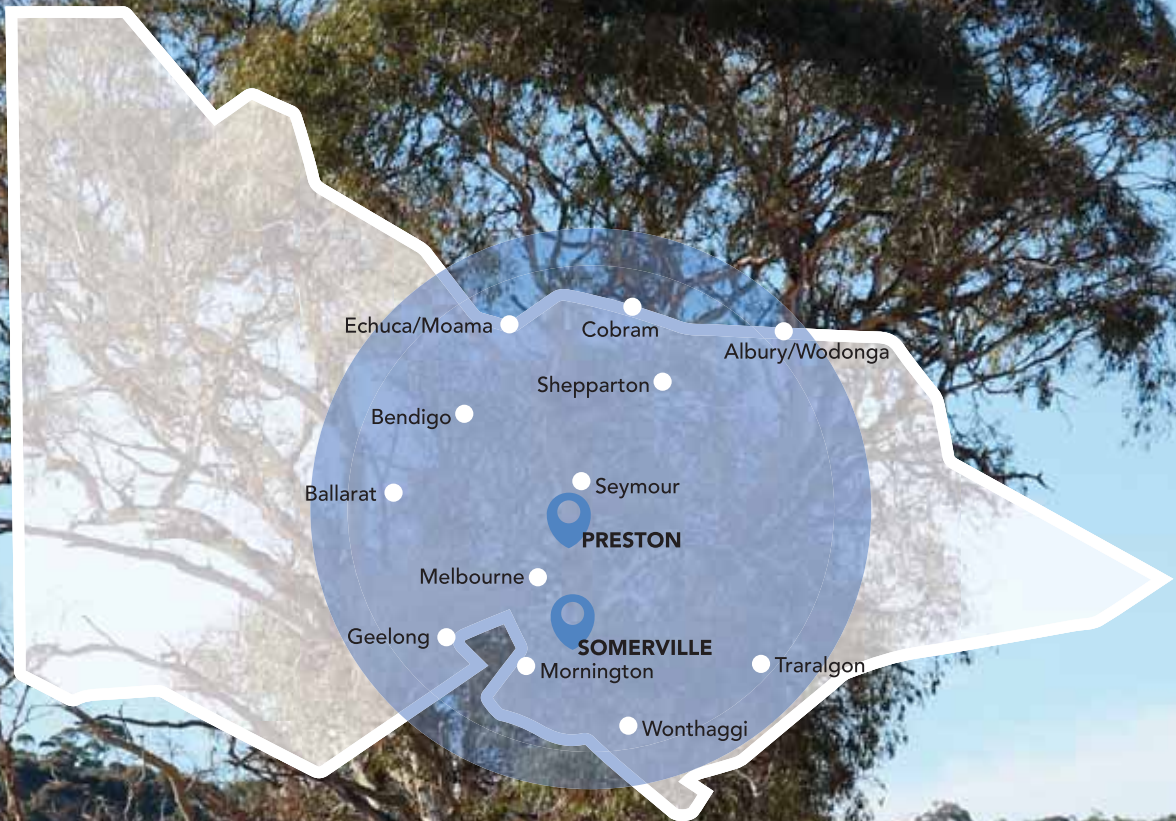 Echuca/Moama
Cobram
Albury/Wodonga
Shepparton
Bendigo
Ballarat
Seymour
PRESTON
Melbourne
Geelong
SOMERVILLE
Mornington
Traralgon
Wonthaggi